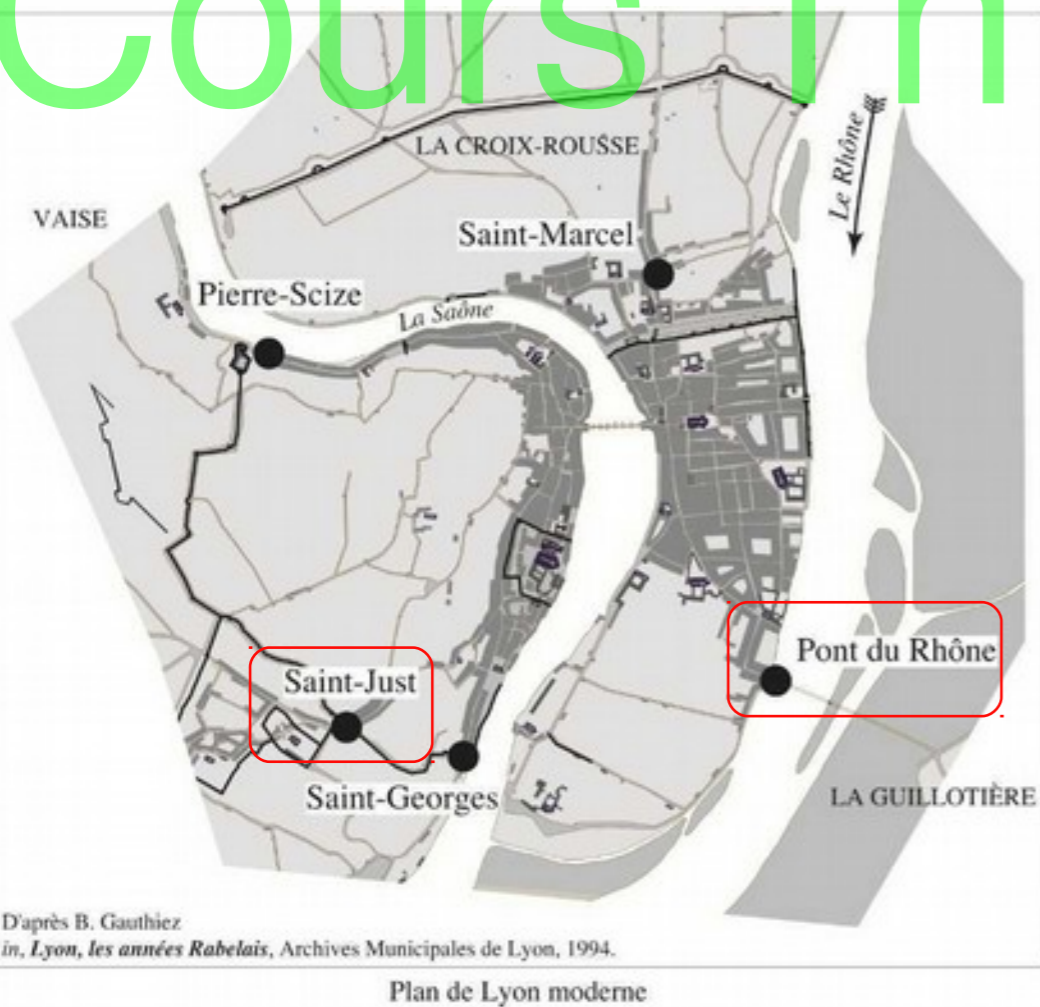 Cours Th
LA CROIX-ROUSSE
Le Rhône
VAISE
Saint-Marcel
Pierre-Scize
La Saône
Saint-Just
Pont du Rhône
Saint-Georges
LA GUILLOTIÈRE
D'après B. Gauthiez
in, Lyon, les années Rabelais, Archives Municipales de Lyon, 1994.
Plan de Lyon moderne